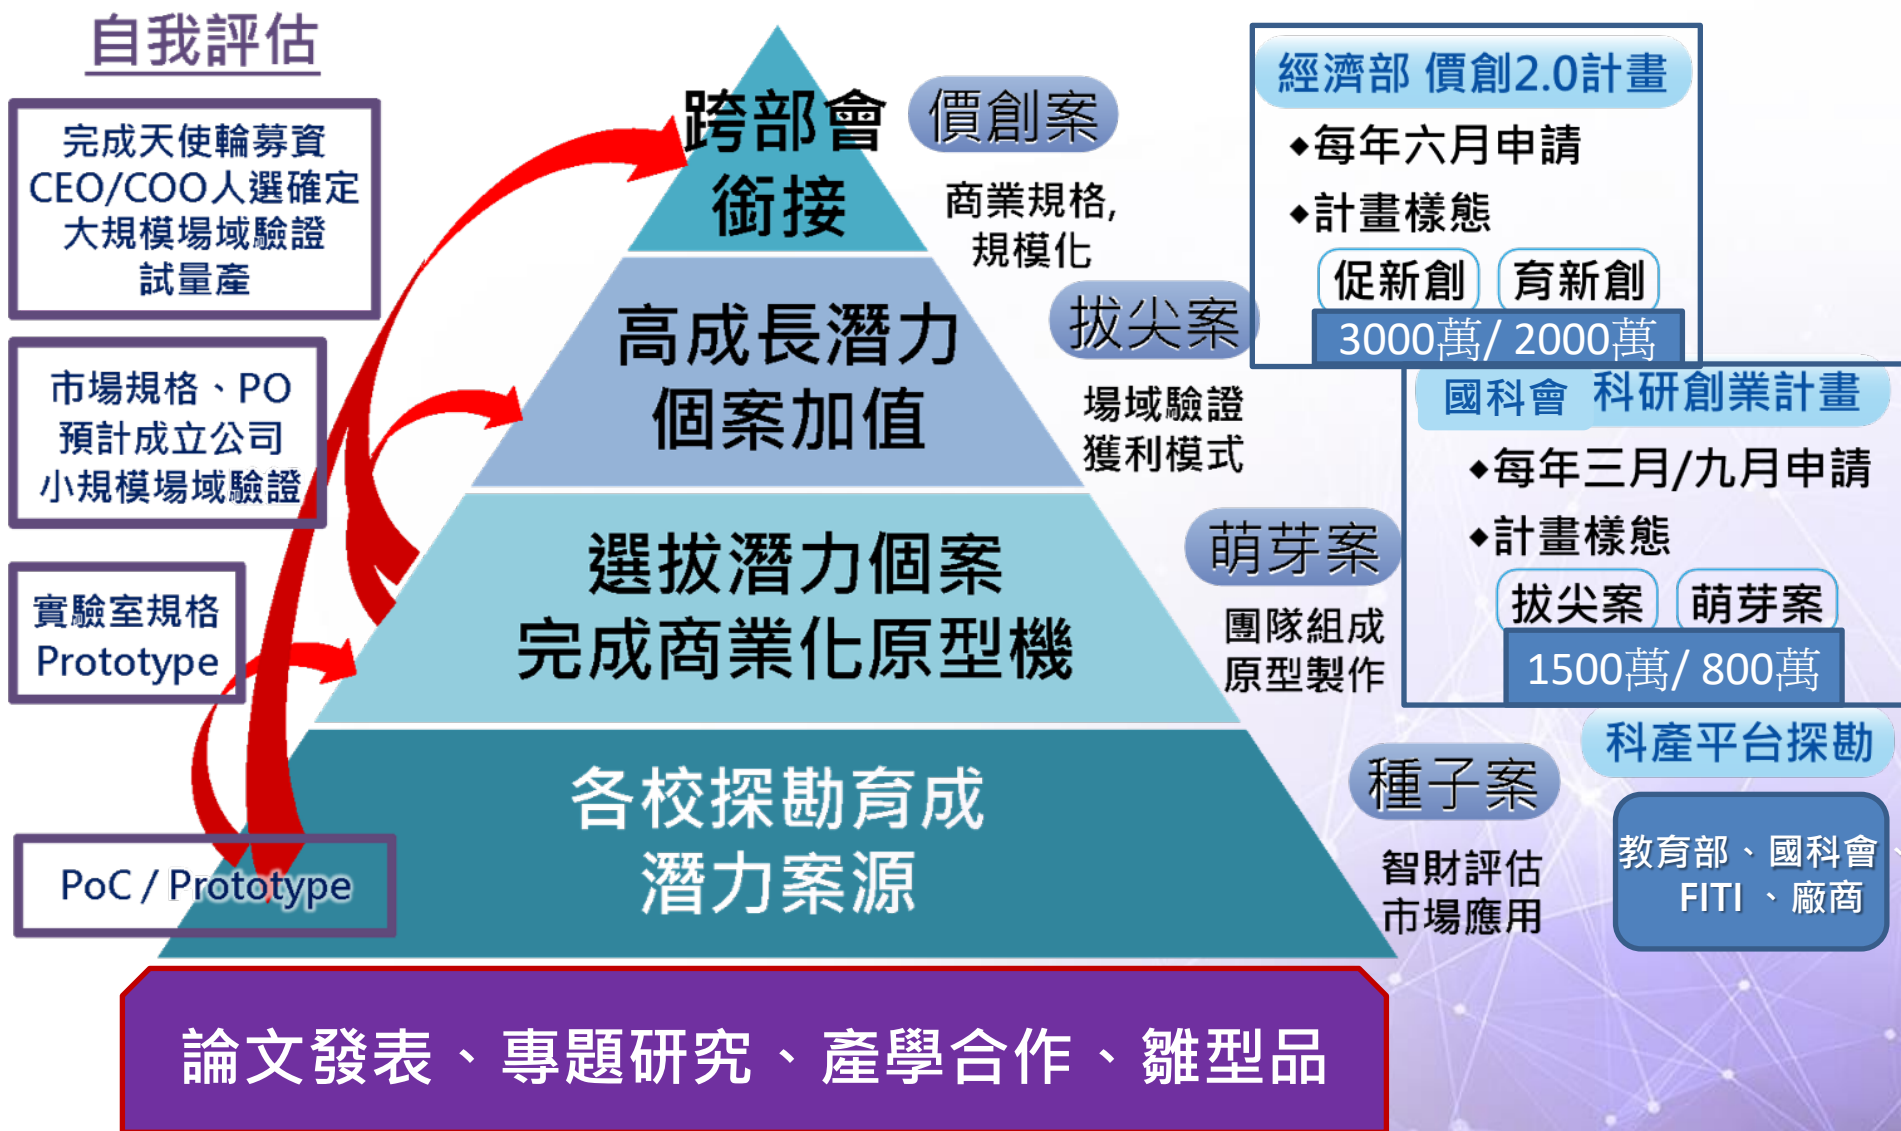 自我評估
完成天使輪募資
CEO/COO人選確定
大規模場域驗證
試量產
市場規格、PO
預計成立公司
小規模場域驗證
實驗室規格
Prototype
PoC / Prototype
跨部會
銜接
高成長潛力
個案加值
選拔潛力個案
完成商業化原型機
各校探勘育成
潛力案源
論文發表、專題研究、產學合作、雛型品
價創案
商業規格,
規模化
拔尖案
場域驗證
獲利模式
萌芽案
團隊組成
原型製作
種子案
智財評估
市場應用
經濟部 價創2.0計畫
◆每年六月申請
◆計畫樣態
促新創 育新創
3000萬/ 2000萬
國科會 科研創業計畫
◆每年三月/九月申請
◆計畫樣態
拔尖案 萌芽案
1500萬/ 800萬
科產平台探勘
教育部、國科會、
FITI 、廠商